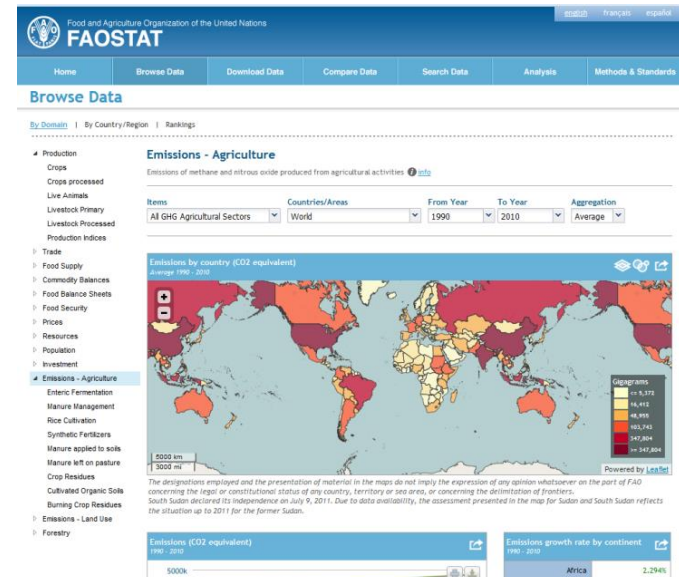 english français español
Food and Agriculture Organization of the United Nations
FAOSTAT
Home Browse Data Download Data Compare Data Search Data Analysis Methods & Standards
Browse Data
By Domain | By Country/Region | Rankings
Production
Crops
Crops processed
Live Animals
Livestock Primary
Livestock Processed
Production Indices
Trade
Food Supply
Commodity Balances
Food Balance Sheets
Food Security
Prices
Resources
Population
Investment
Emissions - Agriculture
Enteric Fermentation
Manure Management
Rice Cultivation
Synthetic Fertilizers
Manure applied to soils
Manure left on pasture
Crop Residues
Cultivated Organic Soils
Burning Crop Residues
Emissions - Land Use
Forestry
Emissions - Agriculture
Emissions of methane and nitrous oxide produced from agricultural activities info
Items Countries/Areas From Year To Year Aggregation
All GHG Agricultural Sectors World 1990 2010 Average
Emissions by country (CO2 equivalent)
Average 1990 - 2010
+
-
Gigagrams
<= 5,372
16,412
48,955
103,743
347,804
>= 347,804
5000 km
3000 mi
Powered by Leaflet
The designations employed and the presentation of material in the maps do not imply the expression of any opinion whatsoever on the part of FAO
concerning the legal or constitutional status of any country, territory or sea area, or concerning the delimitation of frontiers.
South Sudan declared its independence on July 9, 2011. Due to data availability, the assessment presented in the map for Sudan and South Sudan reflects
the situation up to 2011 for the former Sudan.
Emissions (CO2 equivalent)
1990 - 2010
5000k
Emissions growth rate by continent
1990 - 2010
Africa 2.294%